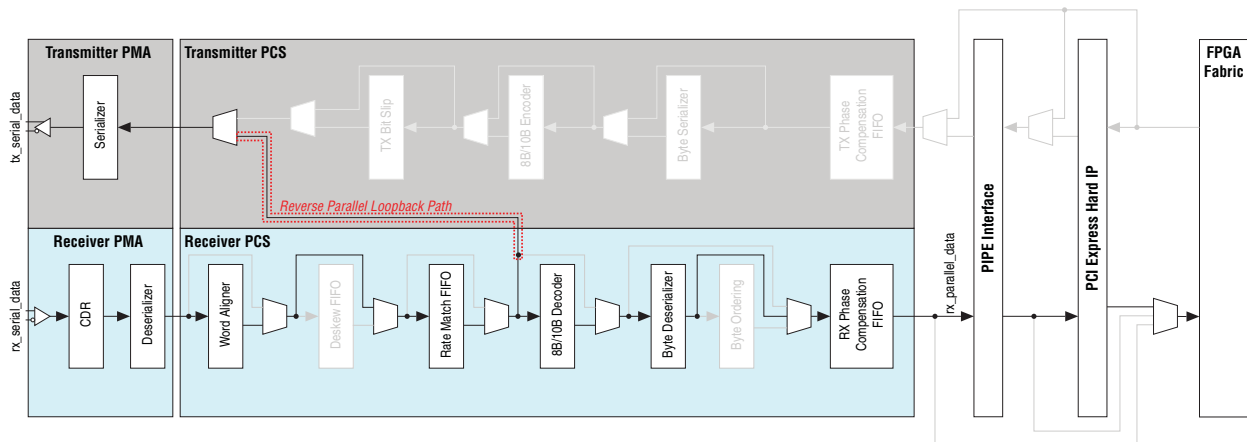 Transmitter PMA
Transmitter PCS
FPGA
Fabric
tx_serial_data
Serializer
TX Bit Slip
8B/10B Encoder
Byte Serializer
TX Phase
Compensation
FIFO
PIPE Interface
PCI Express Hard IP
Reverse Parallel Loopback Path
Receiver PMA
Receiver PCS
rx_serial_data
CDR
Deserializer
Word Aligner
Deskew FIFO
Rate Match FIFO
8B/10B Decoder
Byte Deserializer
Byte Ordering
RX Phase
Compensation
FIFO
rx_parallel_data